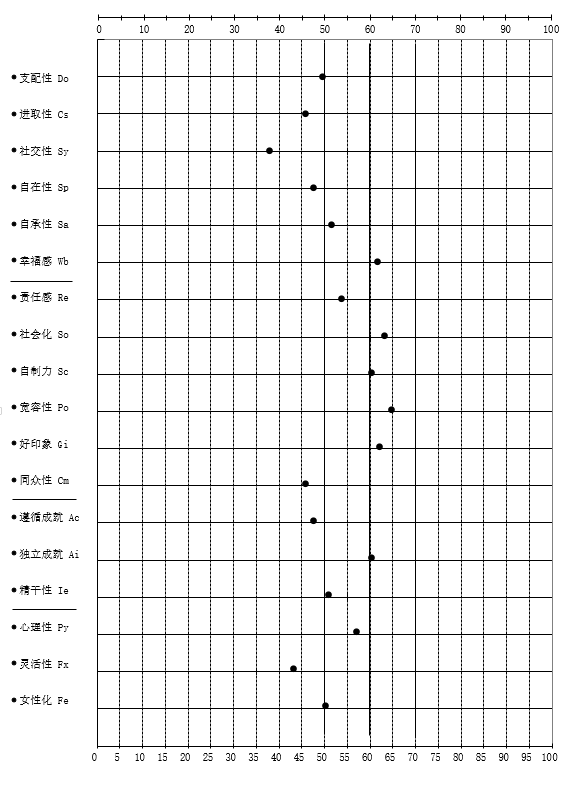 0 10 20 30 40 50 60 70 80 90 100
支配性 Do
进取性 Cs
社交性 Sy
自在性 Sp
自承性 Sa
幸福感 Wb
责任感 Re
社会化 So
自制力 Sc
宽容性 Po
好印象 Gi
同众性 Cm
遵循成就 Ac
独立成就 Ai
精干性 Ie
心理性 Py
灵活性 Fx
女性化 Fe
0 5 10 15 20 25 30 35 40 45 50 55 60 65 70 75 80 85 90 95 100